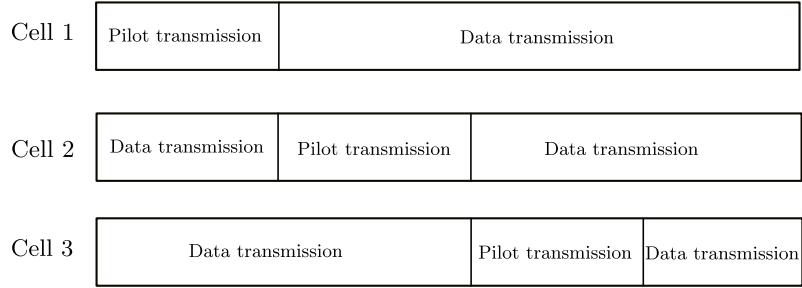 Cell 1 Pilot transmission Data transmission
Cell 2 Data transmission Pilot transmission Data transmission
Cell 3 Data transmission Pilot transmission Data transmission